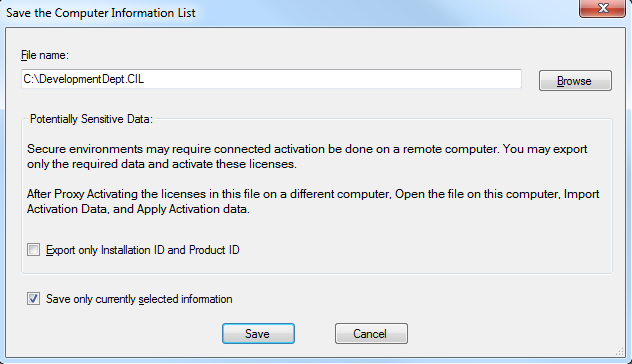 Save the Computer Information List
File name:
C:\DevelopmentDept.CIL
Browse
Potentially Sensitive Data:
Secure environments may require connected activation be done on a remote computer. You may export
only the required data and activate these licenses.
After Proxy Activating the licenses in this file on a different computer, Open the file on this computer, Import
Activation Data, and Apply Activation data.
Export only Installation ID and Product ID
Save only currently selected information
Save
Cancel